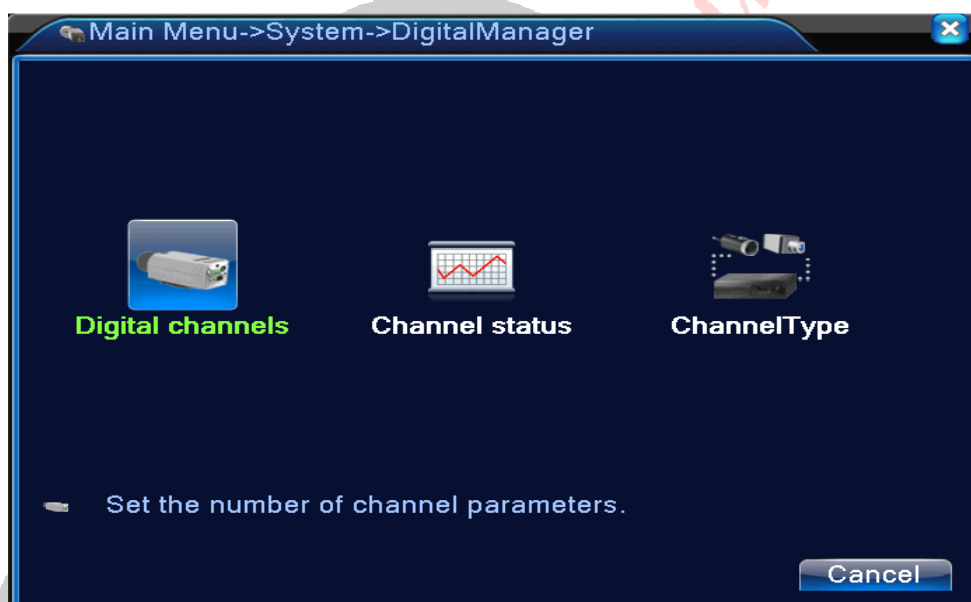 Main Menu->System->DigitalManager
Digital channels
Channel status
ChannelType
Set the number of channel parameters.
Cancel